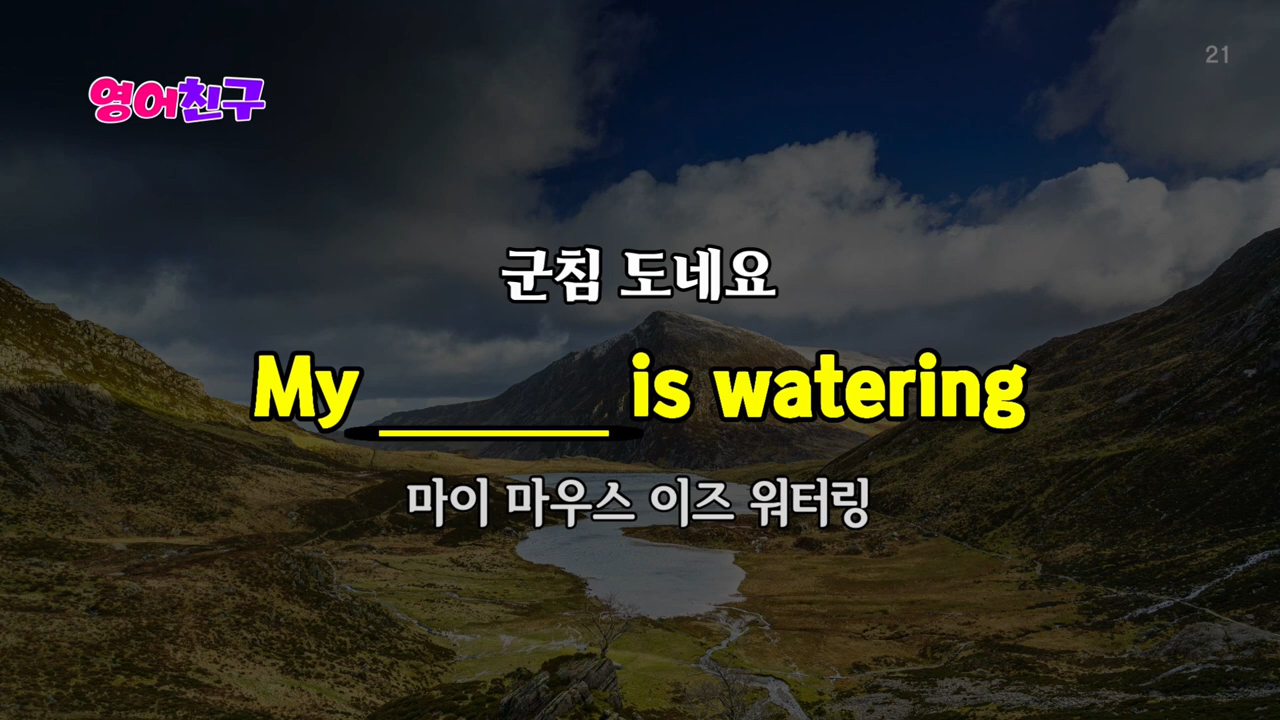 21
영어친구
군침 도네요
My ________ is watering
마이 마우스 이즈 워터링